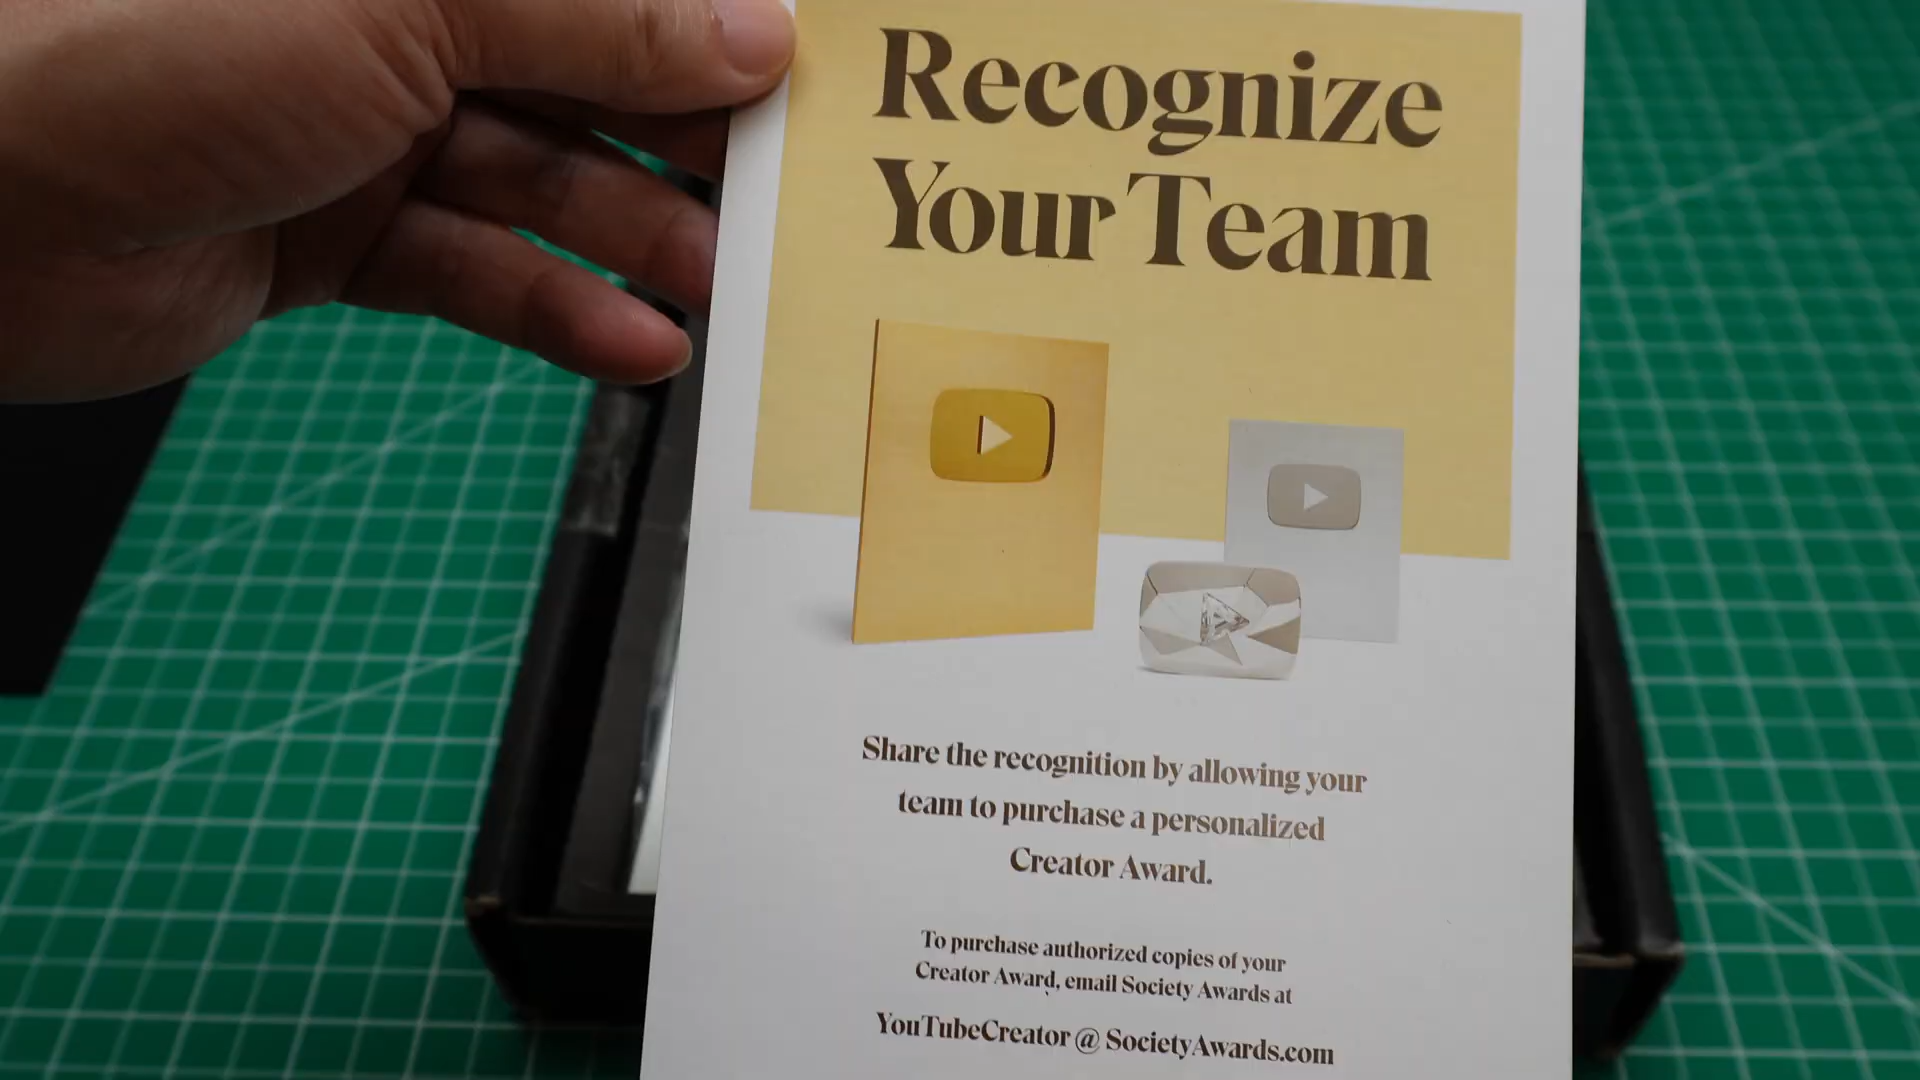 Recognize
Your Team
Share the recognition by allowing your
team to purchase a personalized
Creator Award.
To purchase authorized copies of your
Creator Award, email Society Awards at
YouTubeCreator @ SocietyAwards.com